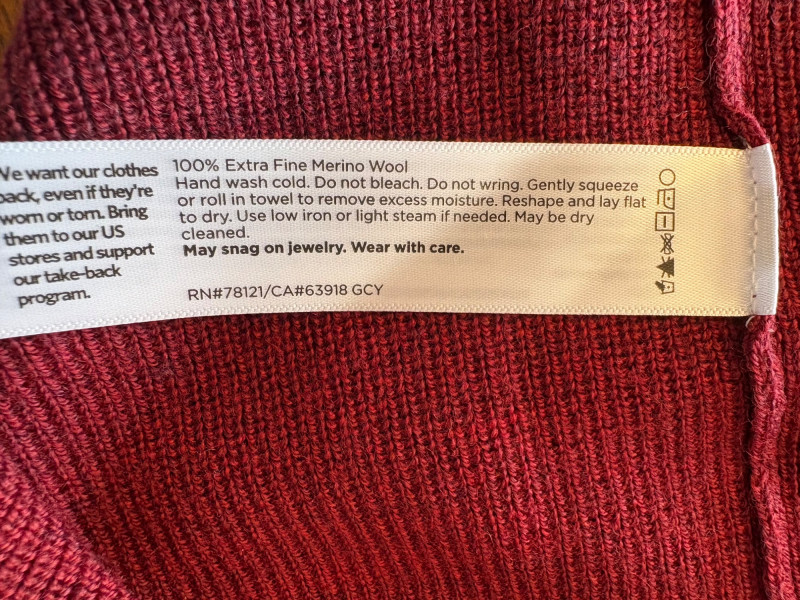 We want our clothes
back, even if they're
worn or torn. Bring
them to our US
stores and support
our take-back
program.
100% Extra Fine Merino Wool
Hand wash cold. Do not bleach. Do not wring. Gently squeeze
or roll in towel to remove excess moisture. Reshape and lay flat
to dry. Use low iron or light steam if needed. May be dry
cleaned.
May snag on jewelry. Wear with care.
RN#78121/CA#63918 GCY